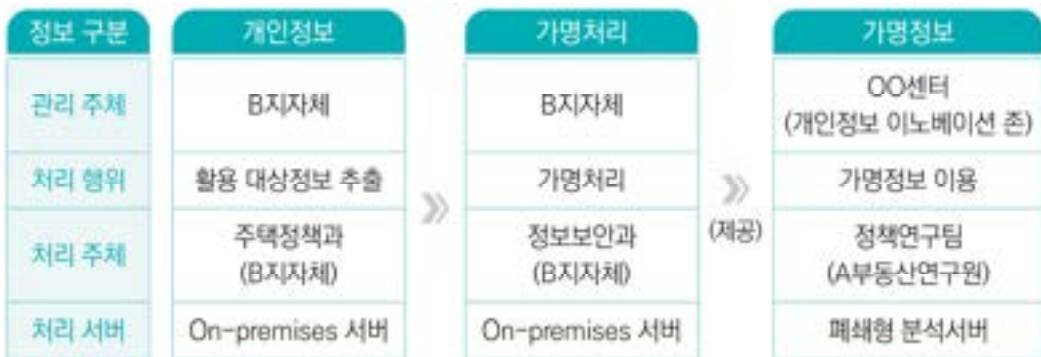 정보 구분 개인정보 가명처리 가명정보
관리 주체 B지자체 B지자체 OO센터
(개인정보 이노베이션 존)
처리 행위 활용 대상정보 추출 가명처리 가명정보 이용
》 》
(제공)
처리 주체 주택정책과 정보보안과 정책연구팀
(B지자체) (B지자체) (A부동산연구원)
처리 서버 On-premises 서버 On-premises 서버 폐쇄형 분석서버